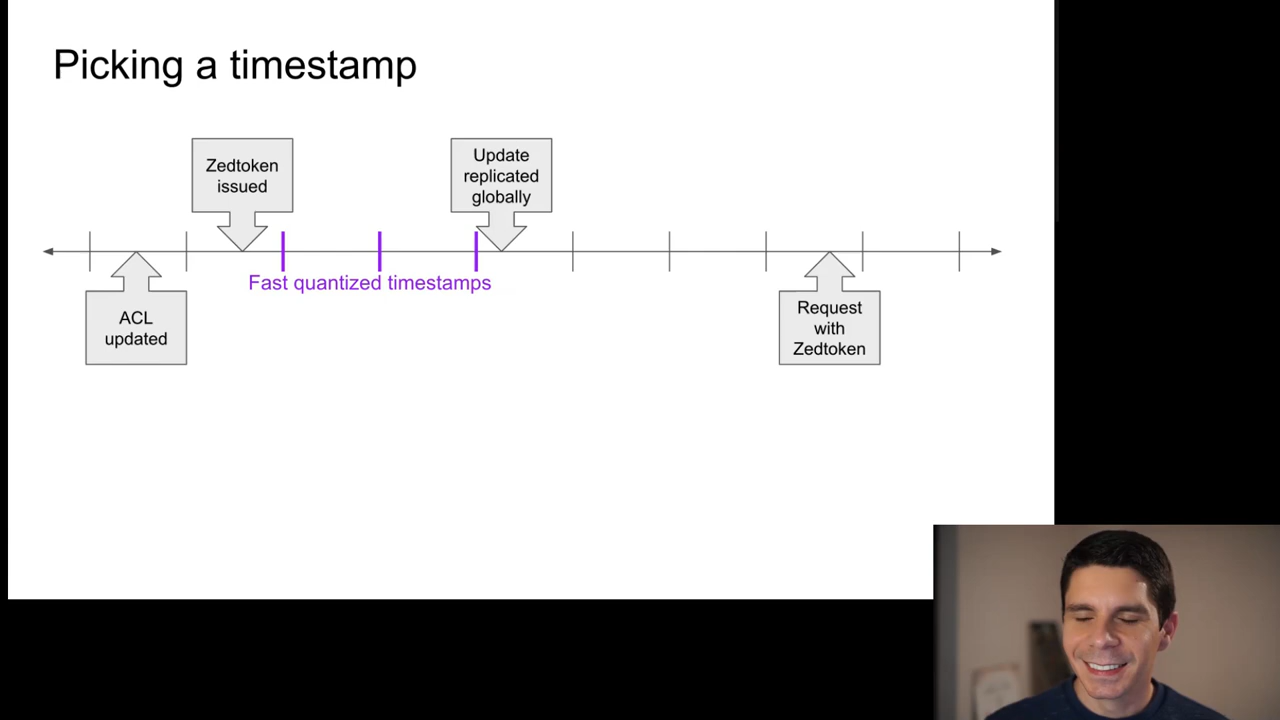 Picking a timestamp
Zedtoken
issued
Update
replicated
globally
Fast quantized timestamps
ACL
updated
Request
with
Zedtoken